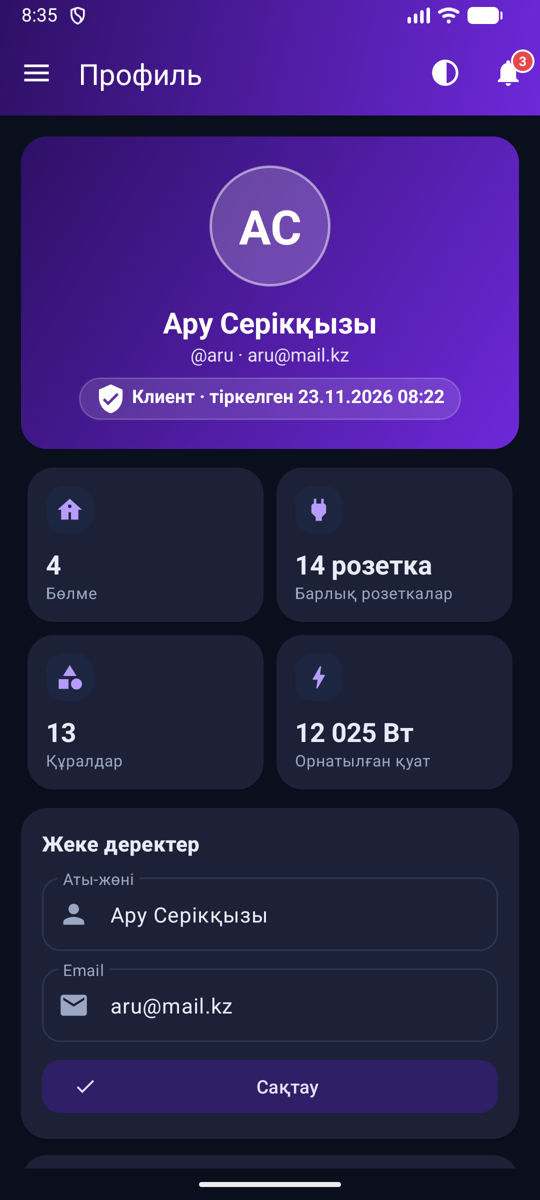 8:35
Профиль
3
АС
Ару Серікқызы
@aru · aru@mail.kz
Клиент · тіркелген 23.11.2026 08:22
4
Бөлме
14 розетка
Барлық розеткалар
13
Құралдар
12 025 Вт
Орнатылған қуат
Жеке деректер
Аты-жөні
Ару Серікқызы
Email
aru@mail.kz
Сақтау